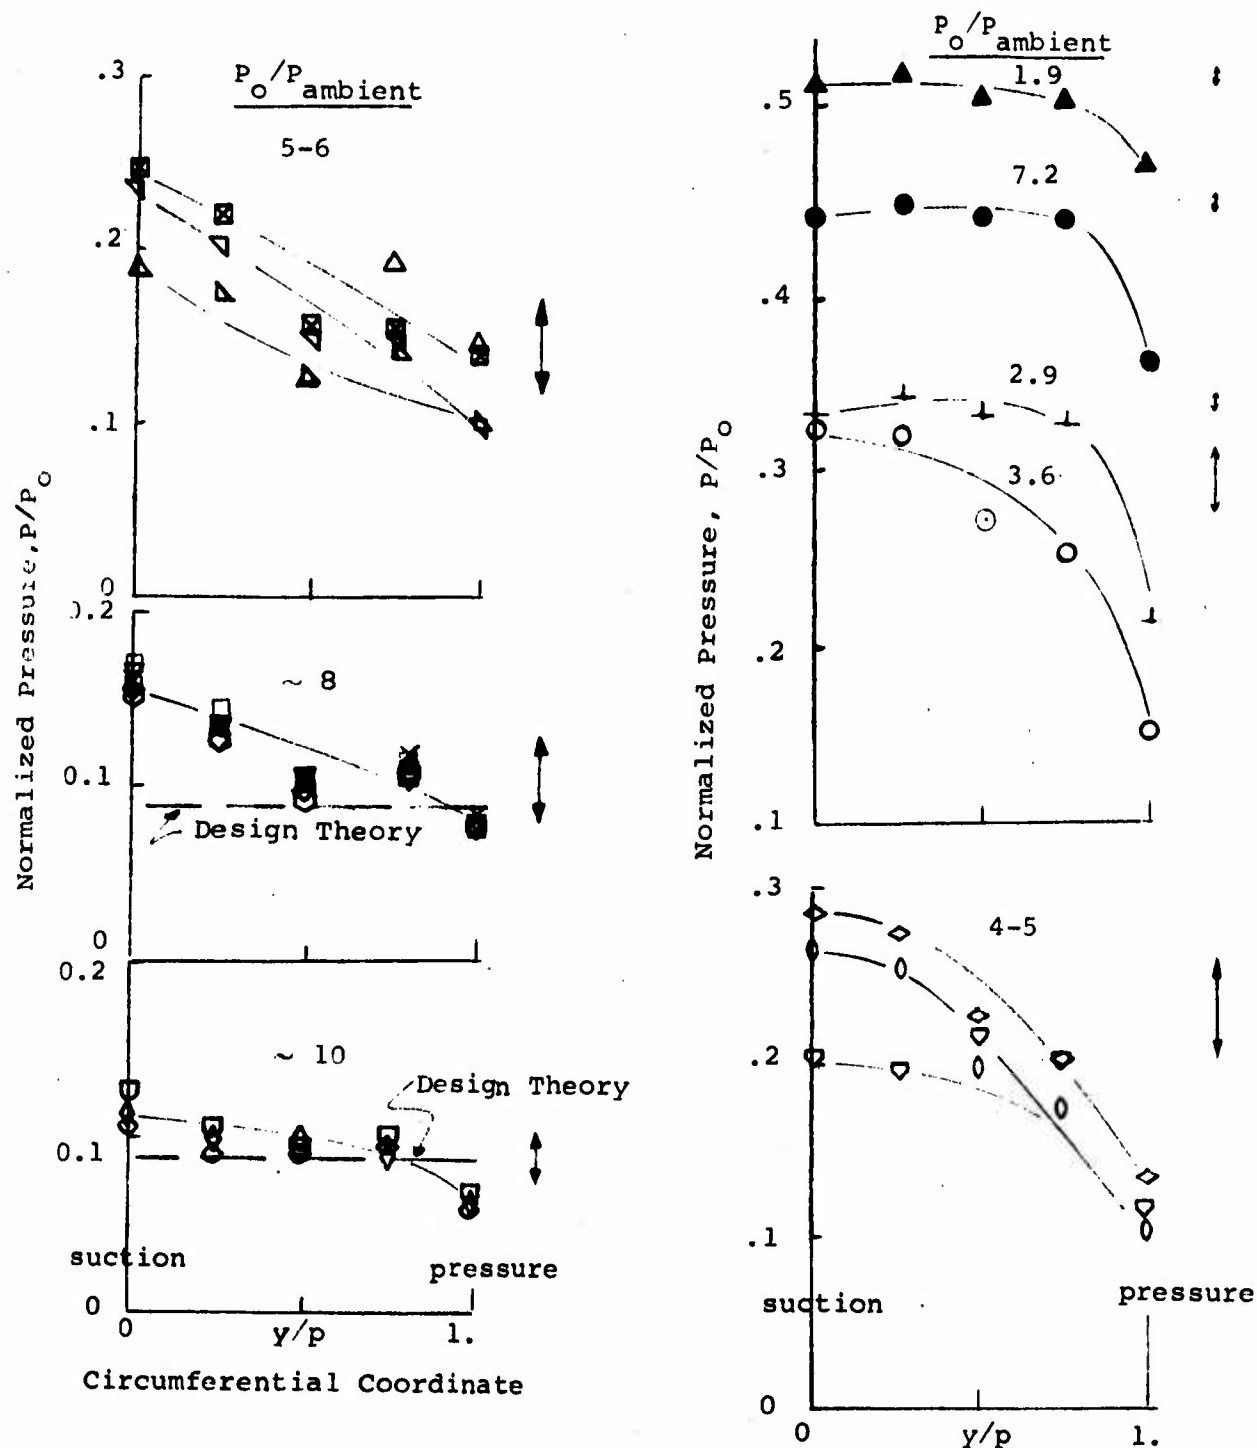 Po/Pambient
5-6
.3
.2
.1
0
Normalized Pressure, P/Po
0.2
~ 8
0.1
Design Theory
0
0.2
~ 10
Design Theory
0.1
suction
pressure
0
0
y/p
1.
Circumferential Coordinate
Po/Pambient
1.9
.5
7.2
.4
2.9
.3
3.6
.2
.1
Normalized Pressure, P/Po
.3
4-5
.2
.1
suction
pressure
0
0
y/p
1.